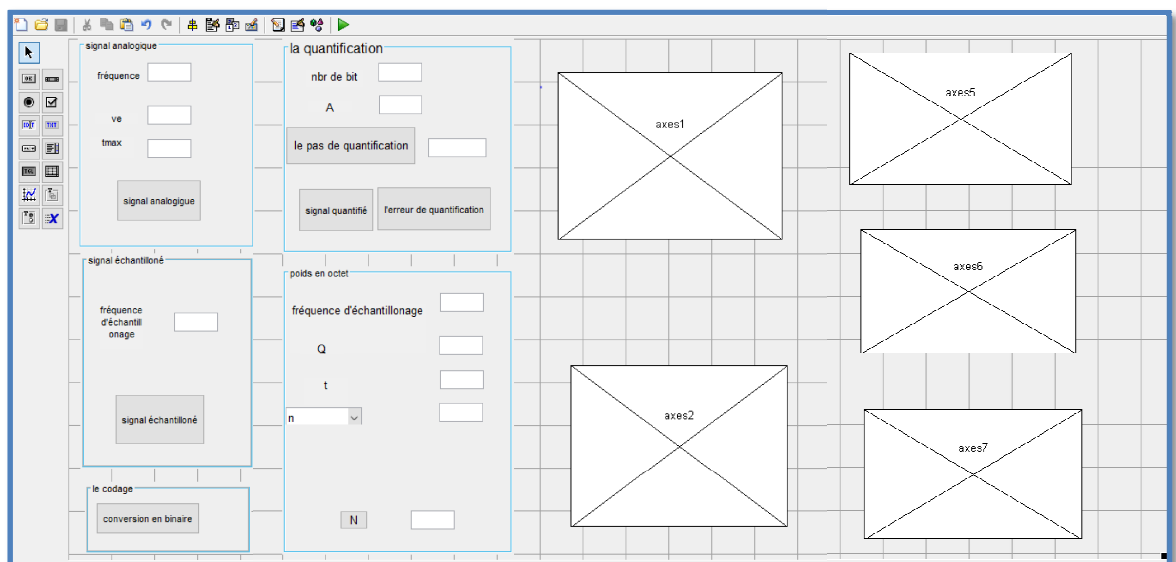 signal analogique
fréquence
ve
tmax
signal analogique
la quantification
nbr de bit
A
le pas de quantification
signal quantifié
l'erreur de quantification
signal échantilloné
fréquence
d'échantill
onage
signal échantilloné
poids en octet
fréquence d'échantillonage
Q
t
n
N
le codage
conversion en binaire
axes1
axes2
axes5
axes6
axes7